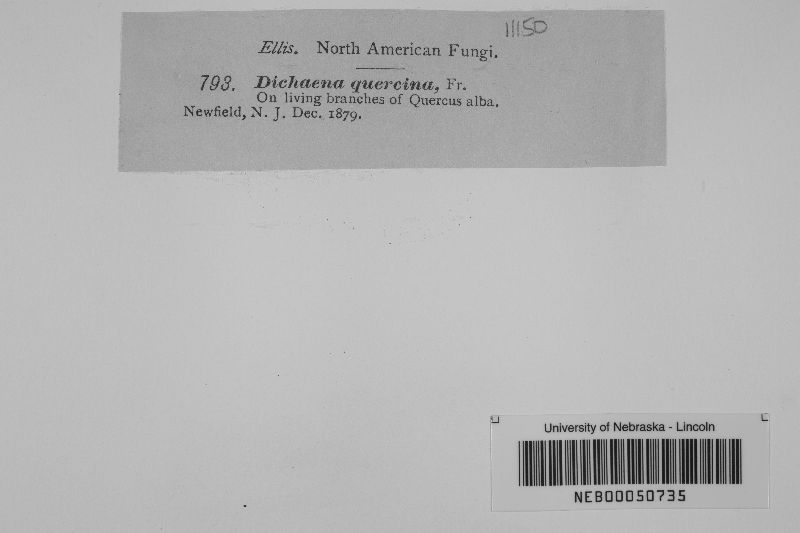 11150
Ellis. North American Fungi.
793. Dichaena quercina, Fr.
On living branches of Quercus alba.
Newfield, N. J. Dec. 1879.
University of Nebraska - Lincoln
NEB00050735